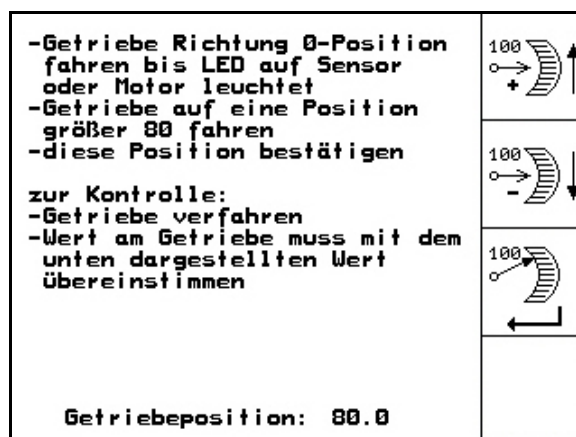 -Getriebe Richtung 0-Position
fahren bis LED auf Sensor
oder Motor leuchtet
-Getriebe auf eine Position
größer 80 fahren
-diese Position bestätigen
zur Kontrolle:
-Getriebe verfahren
-Wert am Getriebe muss mit dem
unten dargestellten Wert
übereinstimmen
Getriebeposition: 80.0
100
+
100
-
100